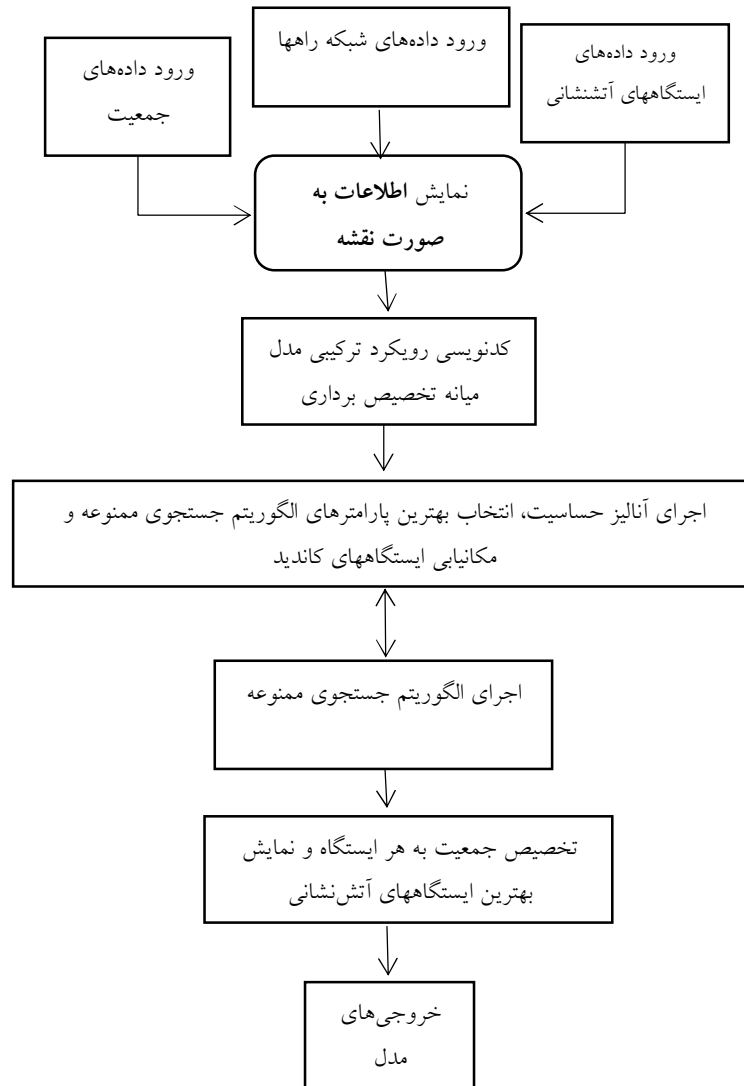 ورود داده‌های
ایستگاههای آتشنشانی
ورود داده‌های شبکه راهها
ورود داده‌های
جمعیت
نمایش اطلاعات به
صورت نقشه
کدنویسی رویکرد ترکیبی مدل
میانه تخصیص برداری
اجرای آنالیز حساسیت، انتخاب بهترین پارامترهای الگوریتم جستجوی ممنوعه و
مکانیابی ایستگاههای کاندید
اجرای الگوریتم جستجوی ممنوعه
تخصیص جمعیت به هر ایستگاه و نمایش
بهترین ایستگاههای آتش‌نشانی
خروجی‌های
مدل